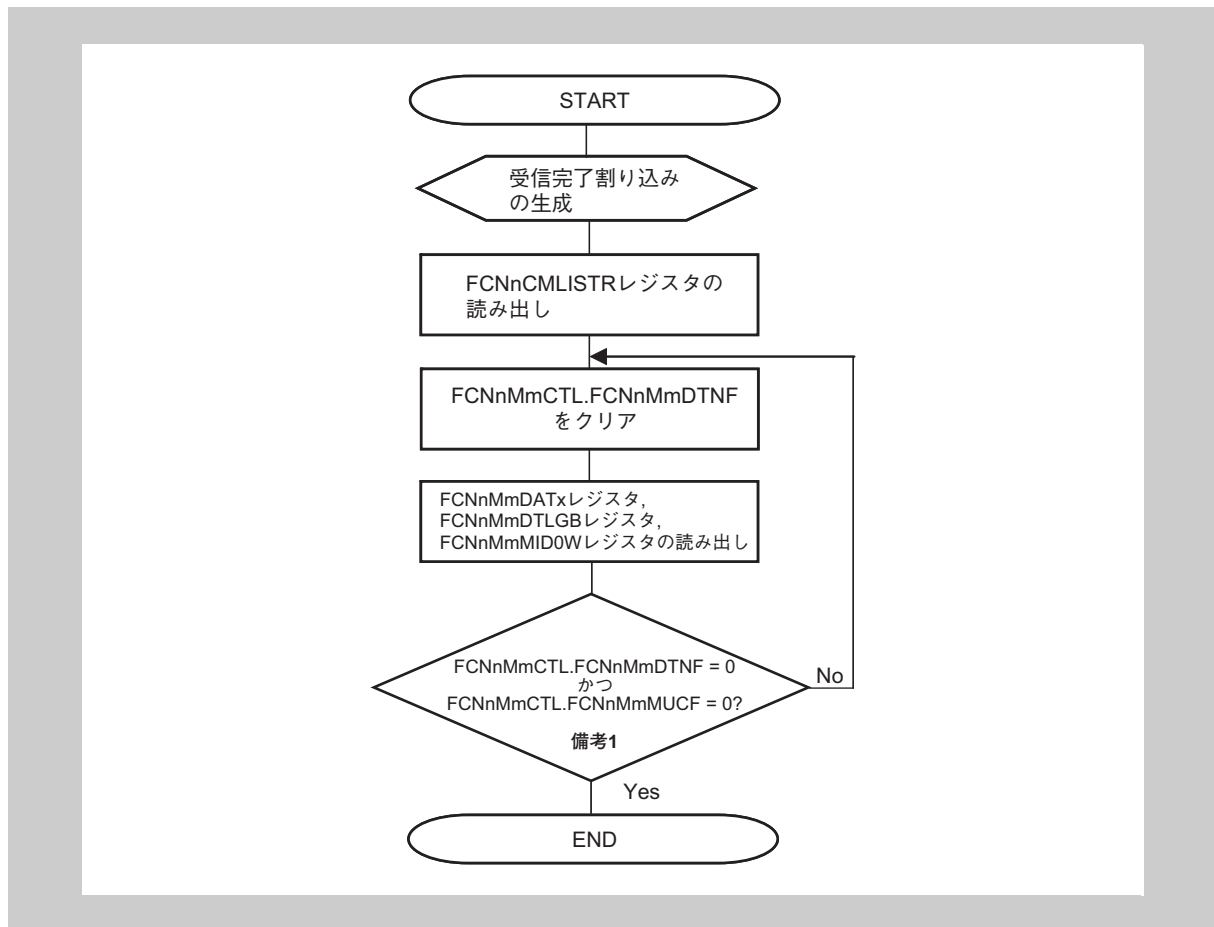 START
受信完了割り込み
の生成
FCNnCMLISTRレジスタの
読み出し
FCNnMmCTL.FCNnMmDTNF
をクリア
FCNnMmDATxレジスタ,
FCNnMmDTLGBレジスタ,
FCNnMmMID0Wレジスタの読み出し
FCNnMmCTL.FCNnMmDTNF = 0
かつ
FCNnMmCTL.FCNnMmMUCF = 0?
備考1
No
Yes
END